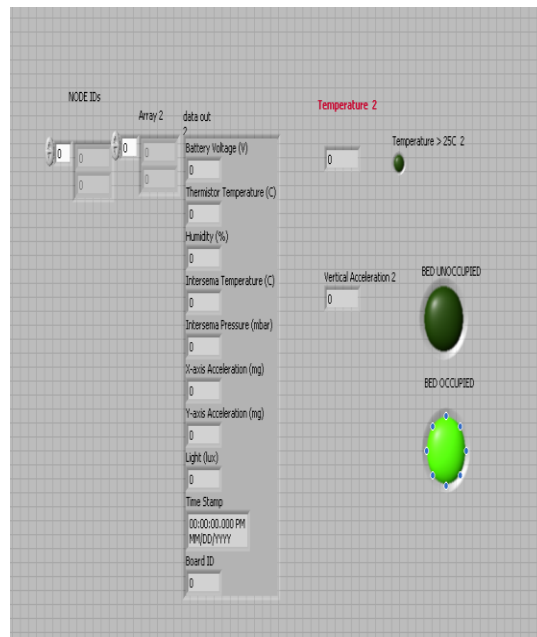 NODE IDs
Array 2
data out
2
Temperature 2
Temperature > 25C 2
0
0
0
0
0
0
Battery Voltage (V)
0
0
Thermistor Temperature (C)
0
Humidity (%)
0
Intersema Temperature (C)
0
Intersema Pressure (mbar)
0
X-axis Acceleration (mg)
0
Y-axis Acceleration (mg)
0
Light (lux)
0
Time Stamp
00:00:00.000 PM
MM/DD/YYYY
Board ID
0
Vertical Acceleration 2
0
BED UNOCCUPIED
BED OCCUPIED